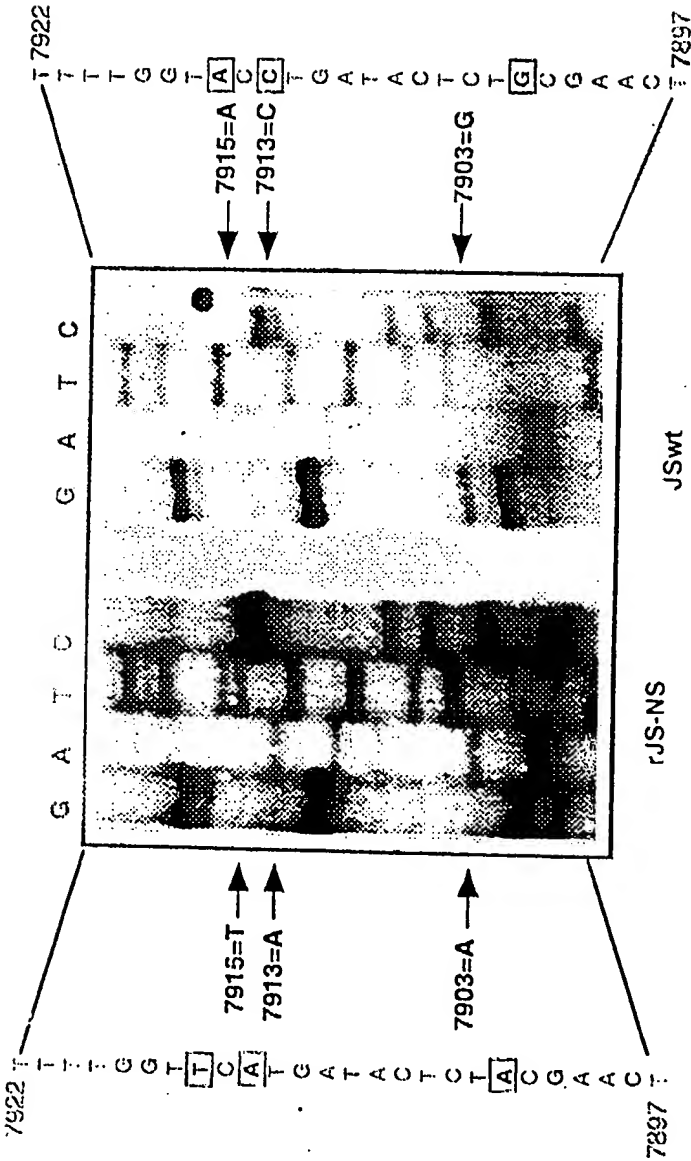 7922
T T T T G G T T C A T G A T A C T C T A C G A A C T
7897
7915=T
7913=A
7903=A
G A T C
G A T C
rJS-NS
JSwt
7915=A
7913=C
7903=G
7922
T T T T G G T A C C T G A T A C T C T G C G A A C T
7897